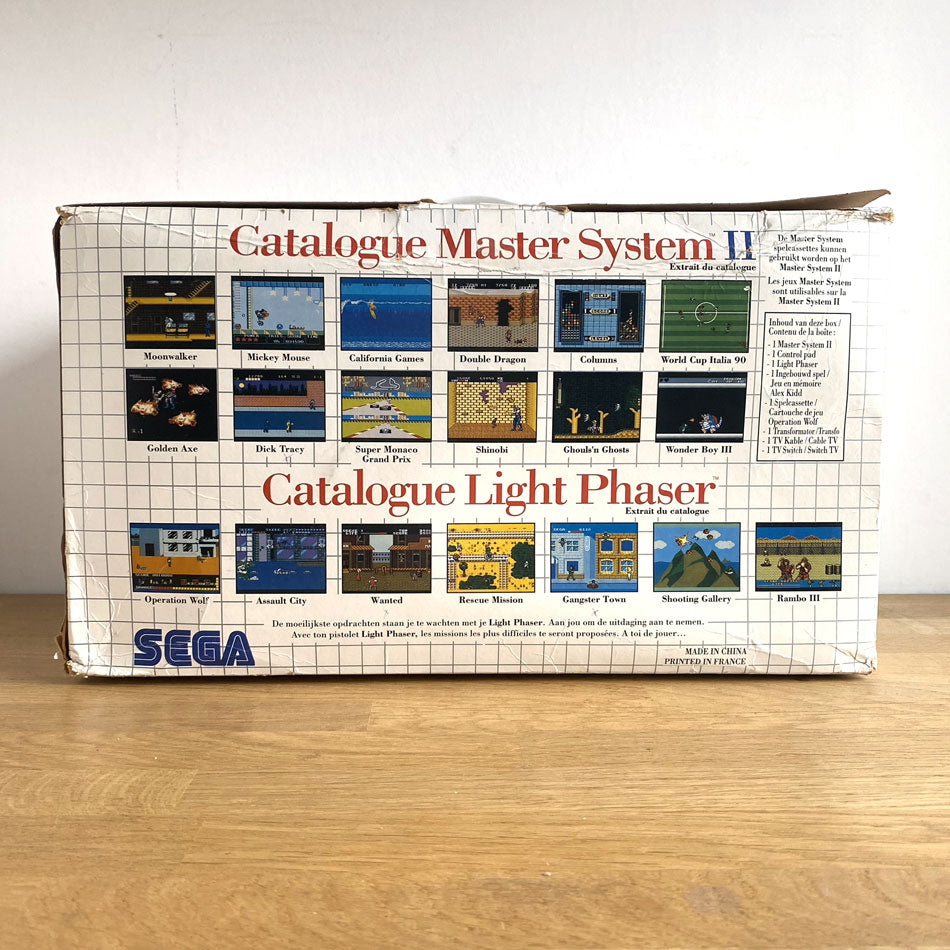 Catalogue Master System™ II
Extrait du catalogue
De Master System
spelcassettes kunnen
gebruikt worden op het
Master System II
Les jeux Master System
sont utilisables sur la
Master System II
Inhoud van deze box /
Contenu de la boîte :
- 1 Master System II
- 1 Control pad
- 1 Light Phaser
- 1 Ingebouwd spel /
Jeu en mémoire
Alex Kidd
- 1 Spelcassette /
Cartouche de jeu
Operation Wolf
- 1 Transformator/Transfo
- 1 TV Kable / Cable TV
- 1 TV Switch / Switch TV
Moonwalker
Mickey Mouse
California Games
Double Dragon
Columns
World Cup Italia 90
Golden Axe
Dick Tracy
Super Monaco
Grand Prix
Shinobi
Ghouls'n Ghosts
Wonder Boy III
Catalogue Light Phaser™
Extrait du catalogue
Operation Wolf
Assault City
Wanted
Rescue Mission
Gangster Town
Shooting Gallery
Rambo III
De moeilijkste opdrachten staan je te wachten met je Light Phaser. Aan jou om de uitdaging aan te nemen.
Avec ton pistolet Light Phaser, les missions les plus difficiles te seront proposées. A toi de jouer...
SEGA
MADE IN CHINA
PRINTED IN FRANCE